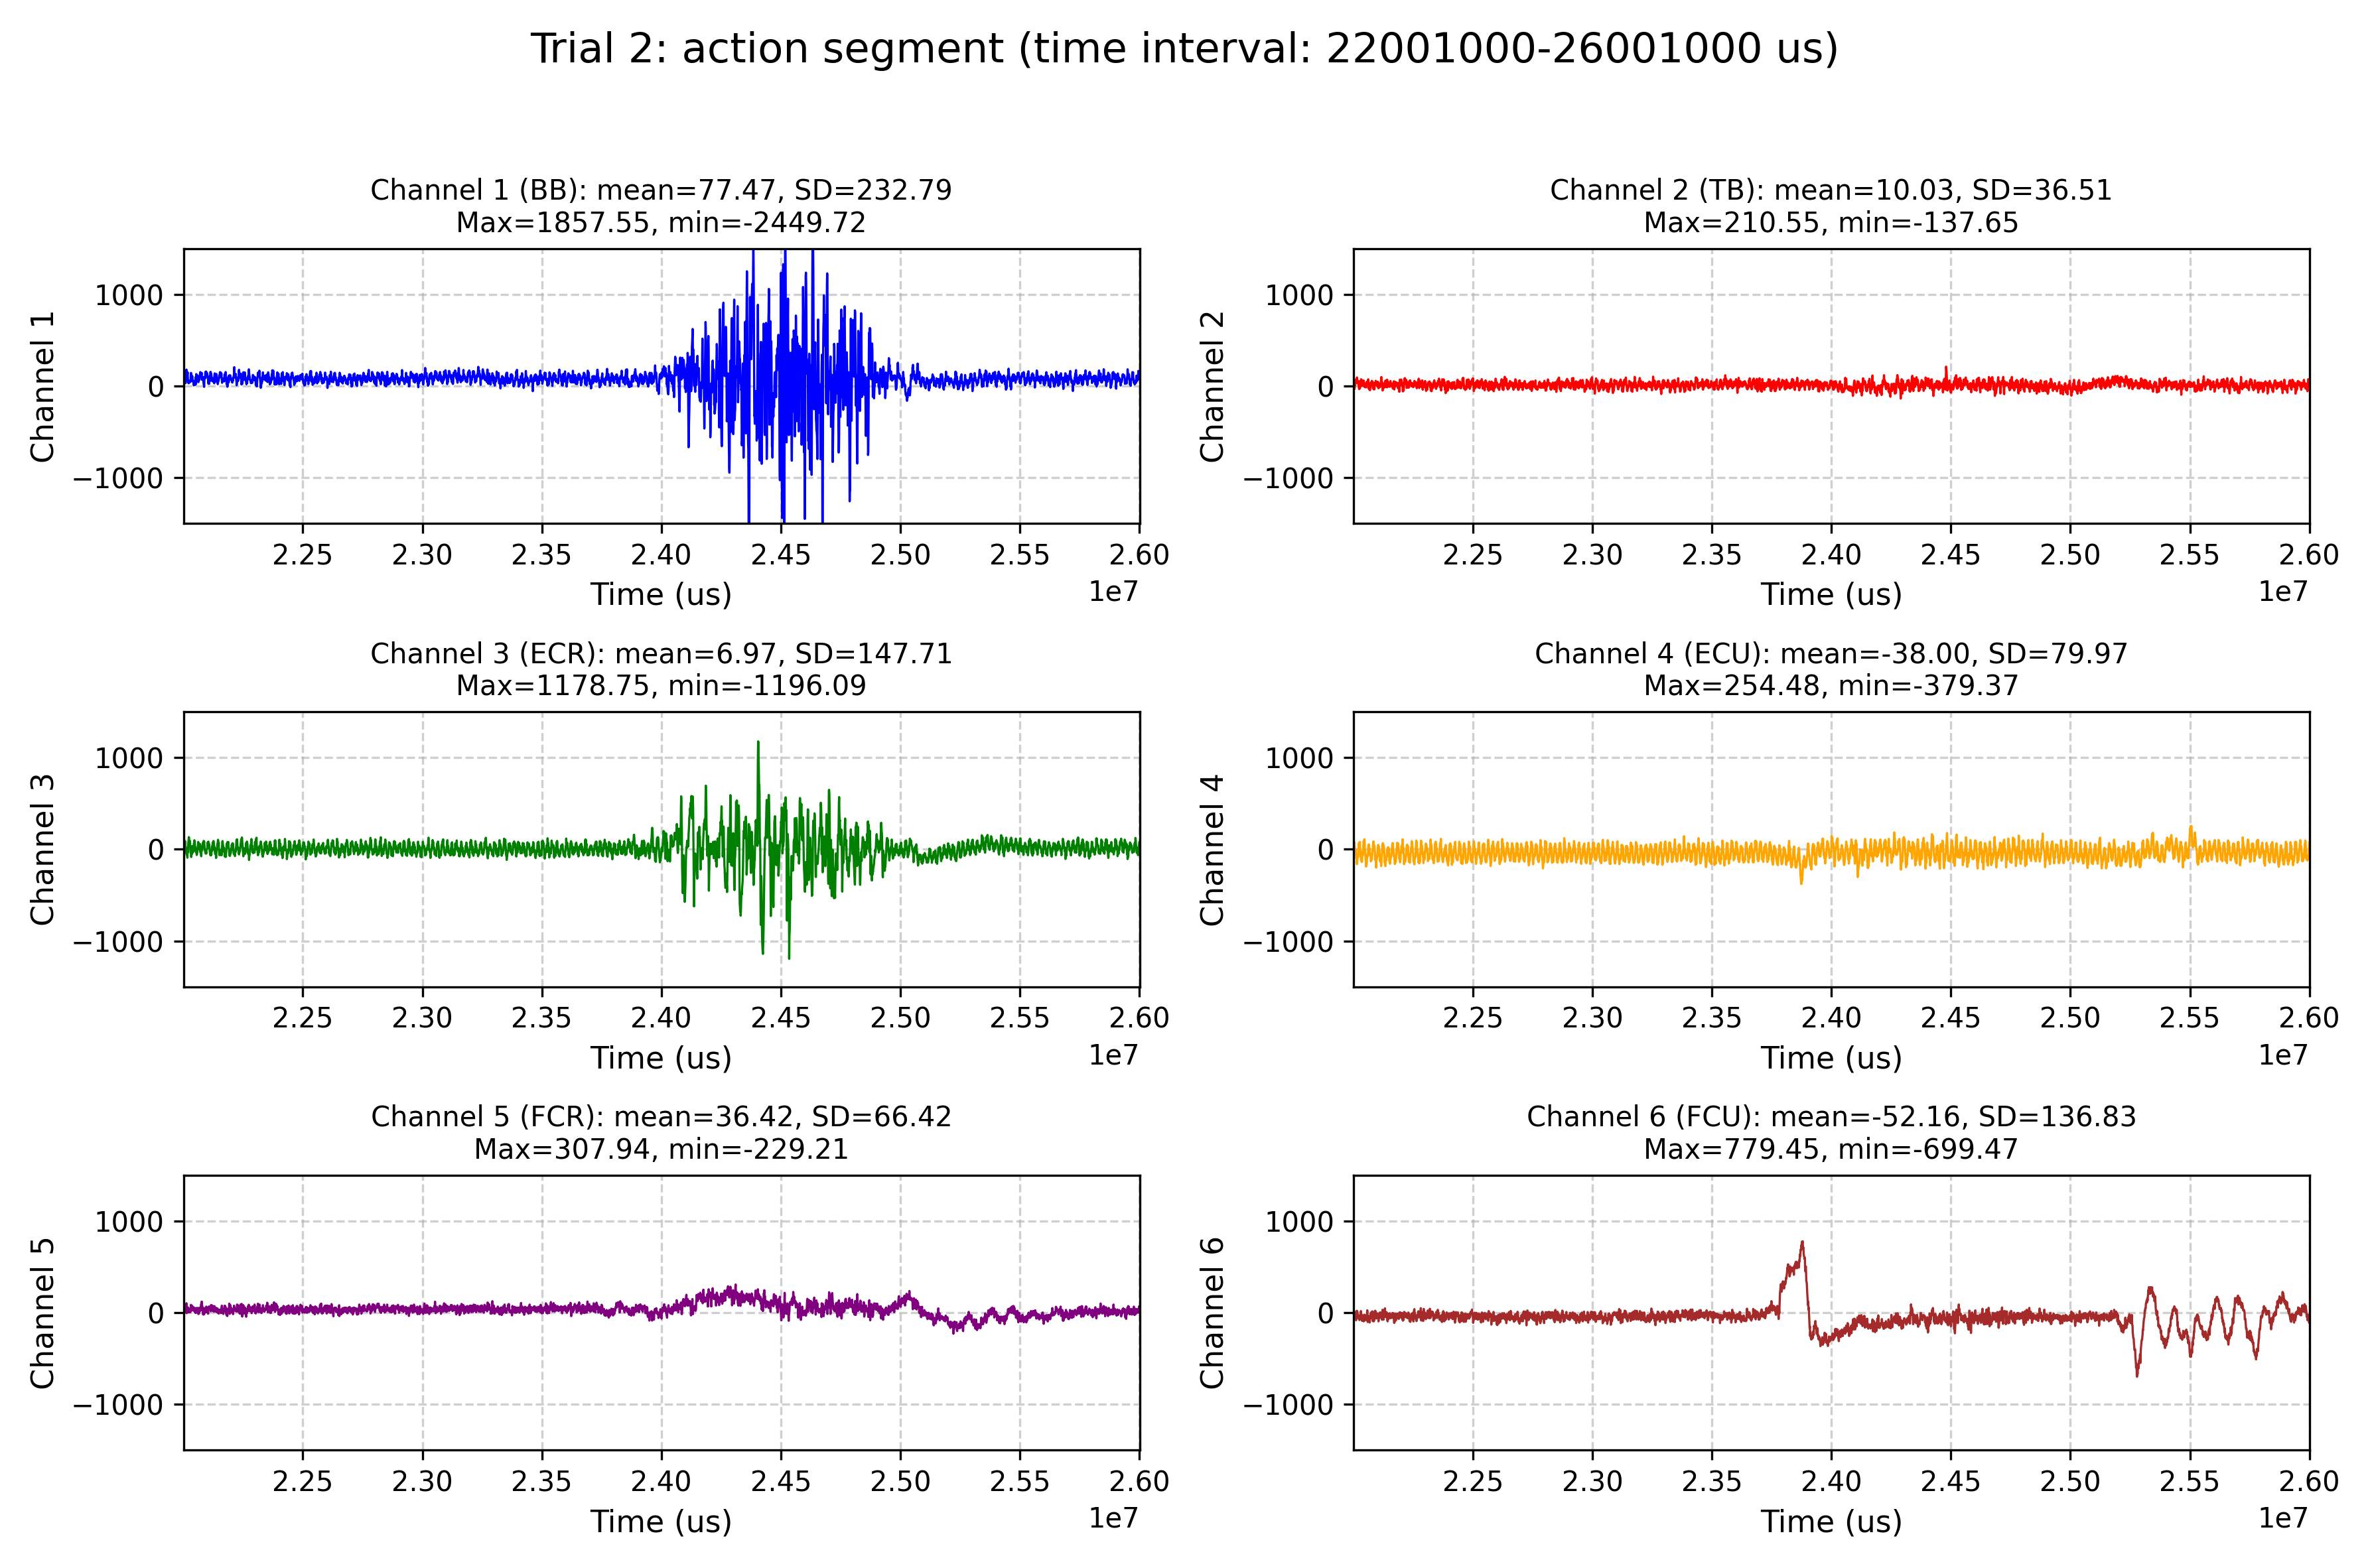 Trial 2: action segment (time interval: 22001000-26001000 us)
Channel 1 (BB): mean=77.47, SD=232.79
Max=1857.55, min=-2449.72
Channel 1
1000
0
−1000
2.25 2.30 2.35 2.40 2.45 2.50 2.55 2.60
Time (us)
1e7
Channel 2 (TB): mean=10.03, SD=36.51
Max=210.55, min=-137.65
Channel 2
1000
0
−1000
2.25 2.30 2.35 2.40 2.45 2.50 2.55 2.60
Time (us)
1e7
Channel 3 (ECR): mean=6.97, SD=147.71
Max=1178.75, min=-1196.09
Channel 3
1000
0
−1000
2.25 2.30 2.35 2.40 2.45 2.50 2.55 2.60
Time (us)
1e7
Channel 4 (ECU): mean=-38.00, SD=79.97
Max=254.48, min=-379.37
Channel 4
1000
0
−1000
2.25 2.30 2.35 2.40 2.45 2.50 2.55 2.60
Time (us)
1e7
Channel 5 (FCR): mean=36.42, SD=66.42
Max=307.94, min=-229.21
Channel 5
1000
0
−1000
2.25 2.30 2.35 2.40 2.45 2.50 2.55 2.60
Time (us)
1e7
Channel 6 (FCU): mean=-52.16, SD=136.83
Max=779.45, min=-699.47
Channel 6
1000
0
−1000
2.25 2.30 2.35 2.40 2.45 2.50 2.55 2.60
Time (us)
1e7